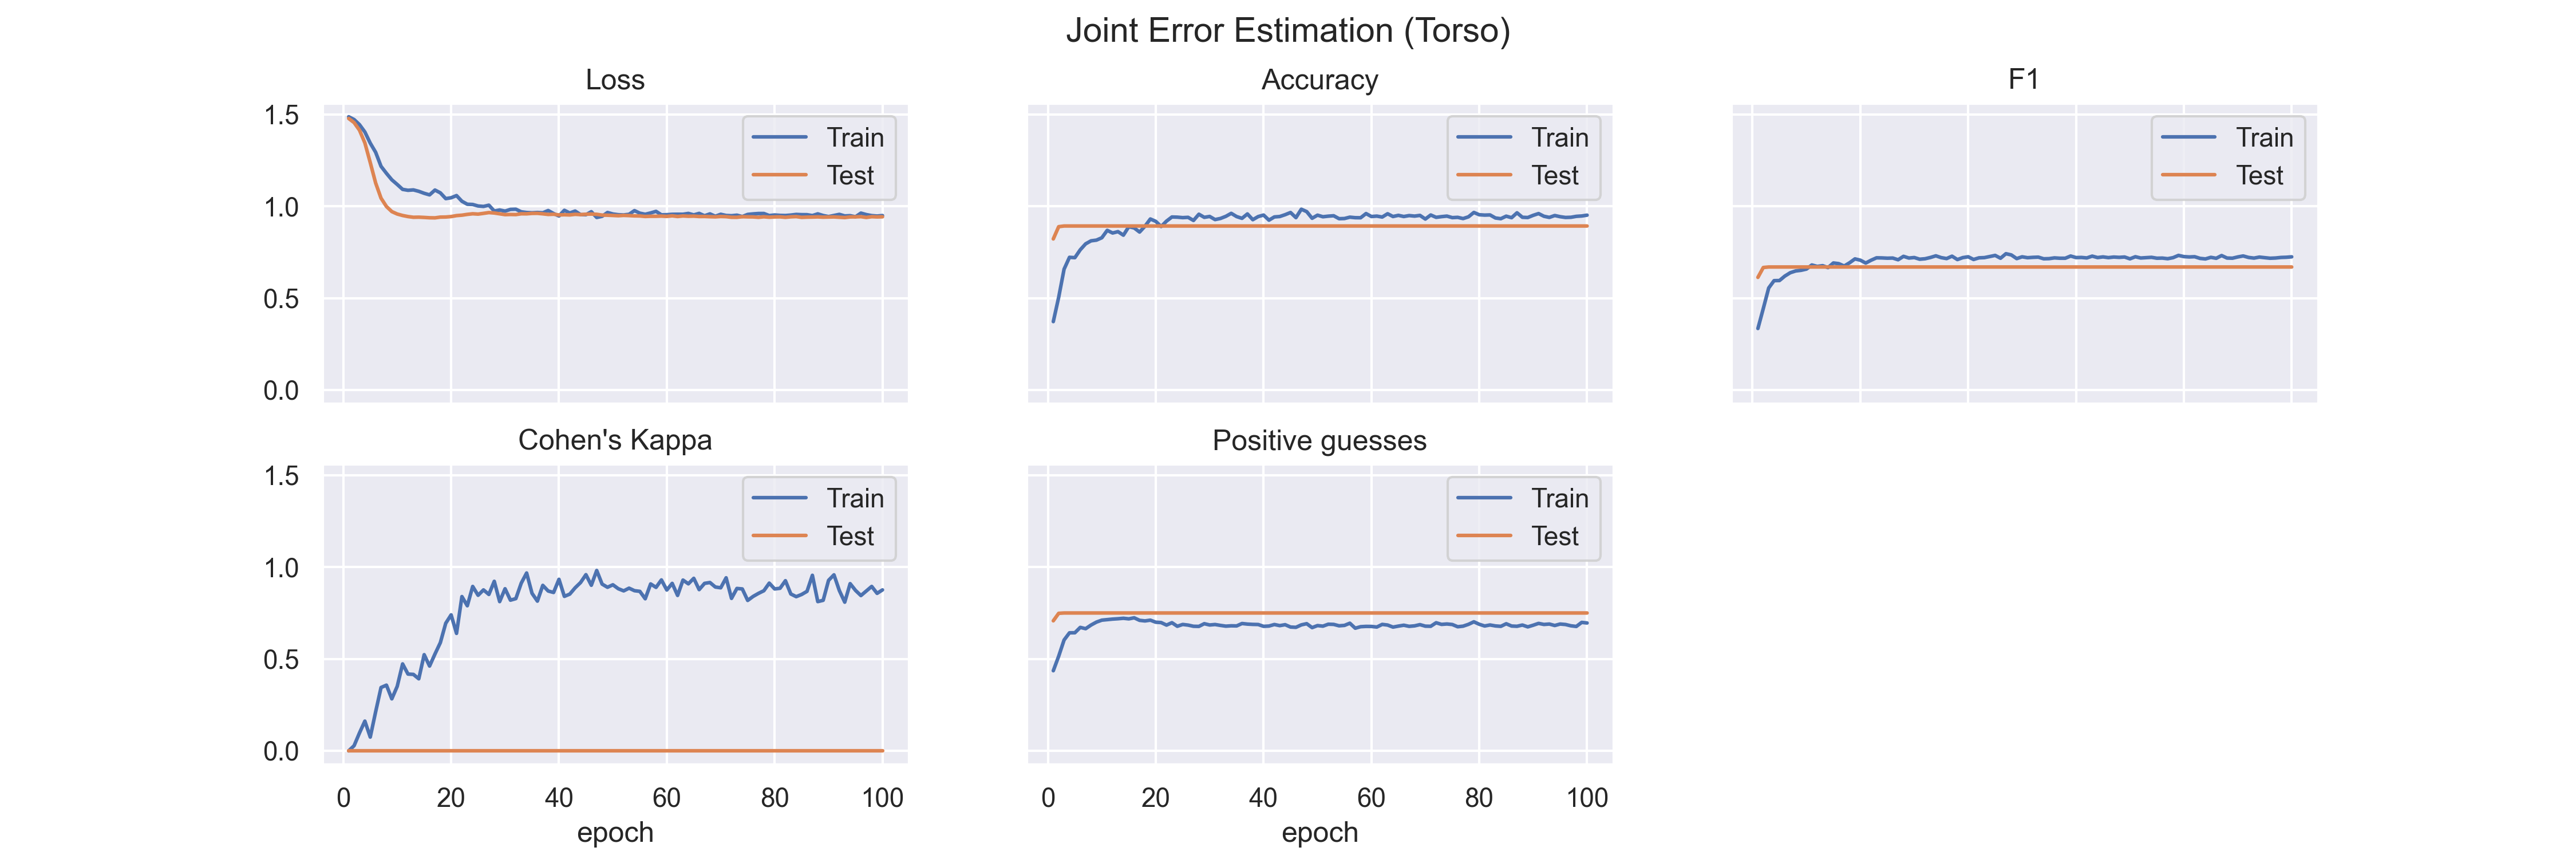 Joint Error Estimation (Torso)
Loss
1.5
1.0
0.5
0.0
Train
Test
Accuracy
Train
Test
F1
Train
Test
Cohen's Kappa
1.5
1.0
0.5
0.0
Train
Test
0 20 40 60 80 100
epoch
Positive guesses
Train
Test
0 20 40 60 80 100
epoch